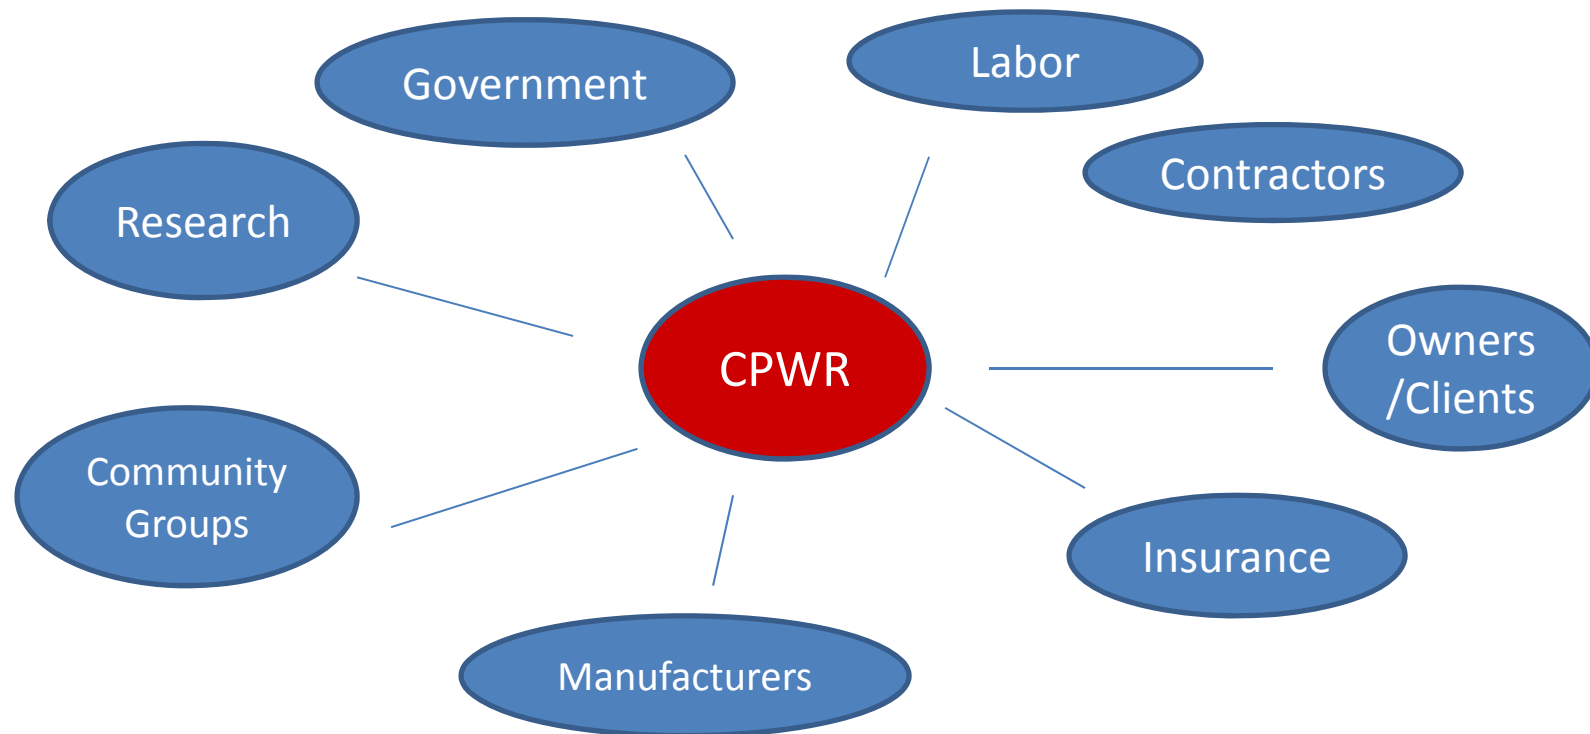 Government
Labor
Contractors
Research
Owners
/Clients
CPWR
Community
Groups
Insurance
Manufacturers